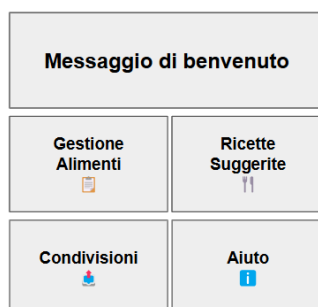 Messaggio di benvenuto
Gestione
Alimenti
Ricette
Suggerite
Condivisioni
Aiuto